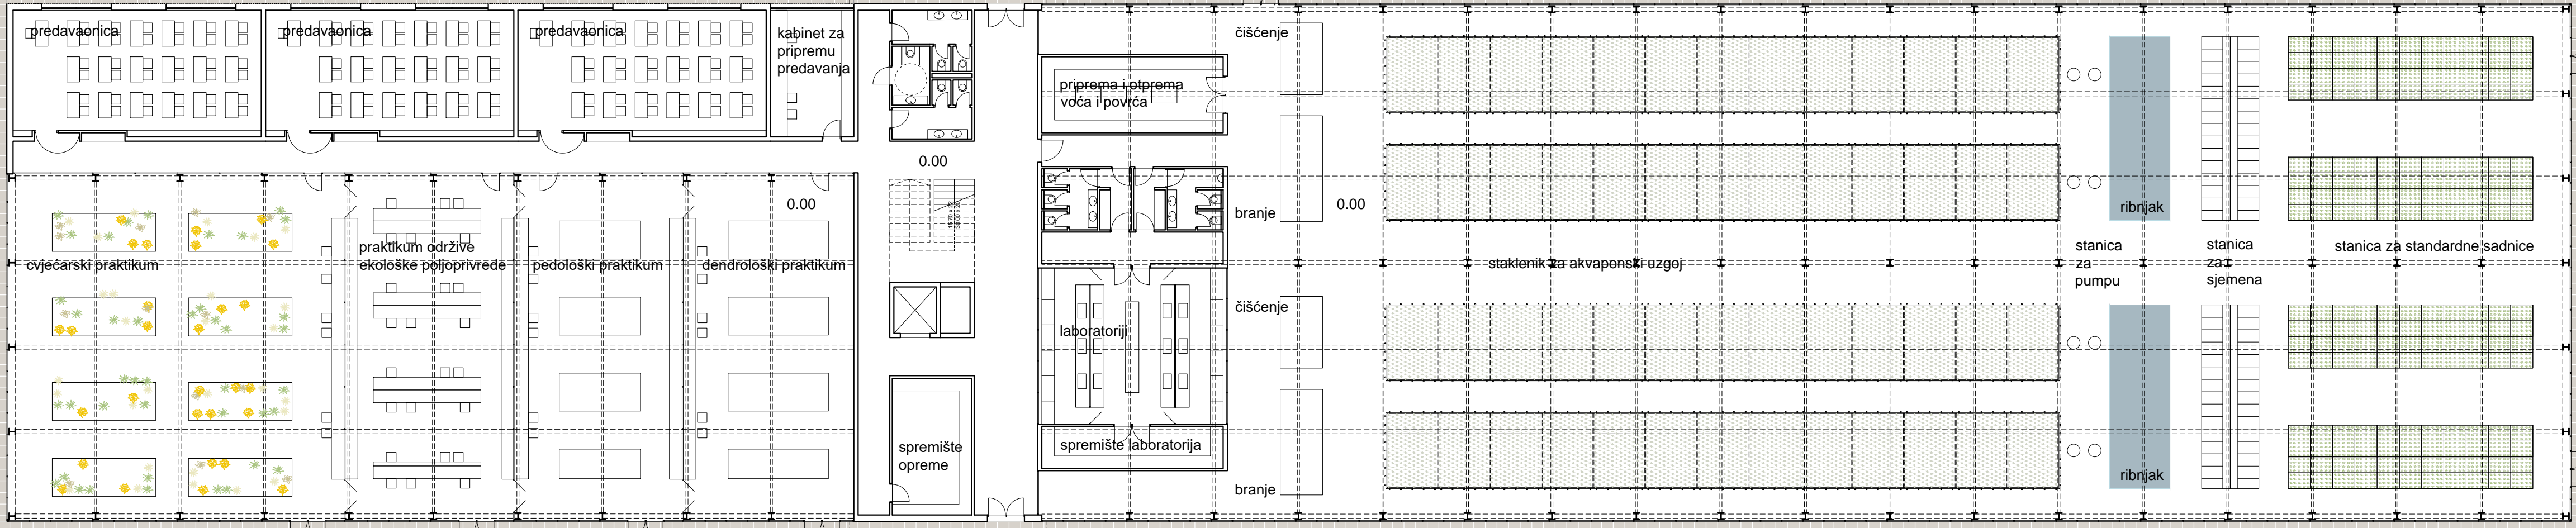 predavaonica
predavaonica
predavaonica
kabinet za
pripremu
predavanja
čišćenje
priprema i otprema
voća i povrća
0.00
0.00
branje
0.00
ribnjak
cvjećarski praktikum
praktikum održive
ekološke poljoprivrede
pedološki praktikum
dendrološki praktikum
staklenik za akvaponski uzgoj
stanica
za
pumpu
stanica
za
sjemena
stanica za standardne sadnice
čišćenje
laboratoriji
spremište
opreme
spremište laboratorija
branje
ribnjak